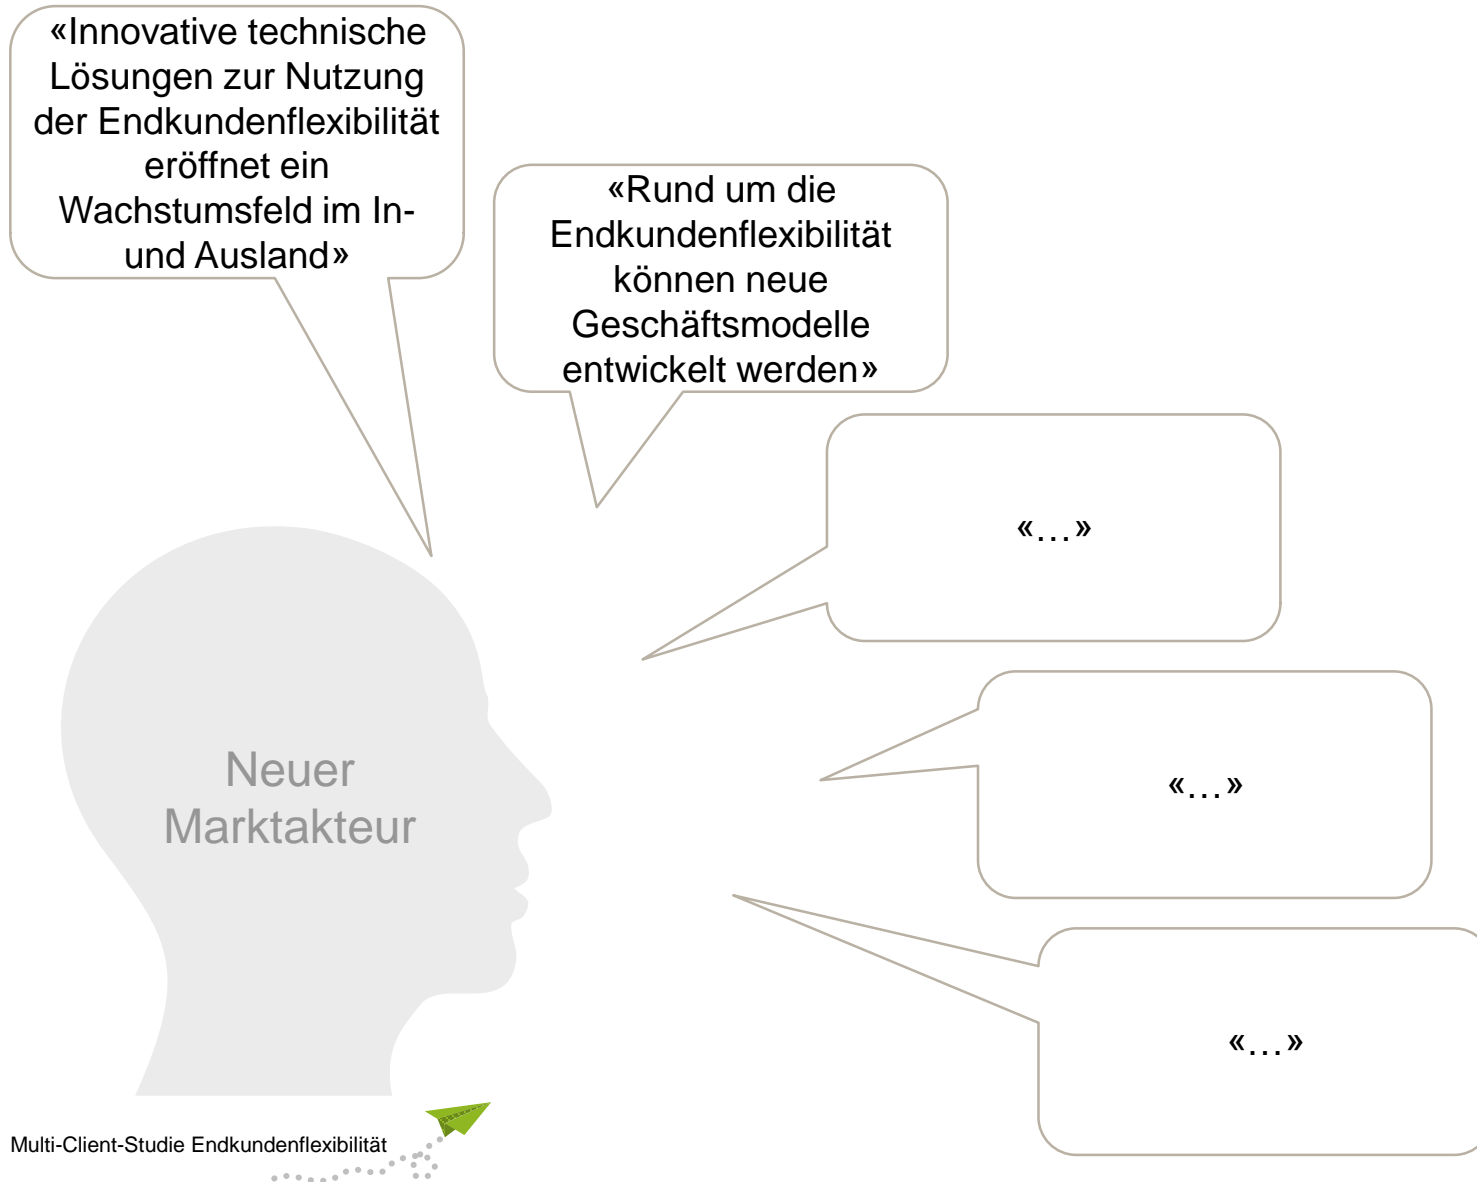 «Innovative technische
Lösungen zur Nutzung
der Endkundenflexibilität
eröffnet ein
Wachstumsfeld im In-
und Ausland»
«Rund um die
Endkundenflexibilität
können neue
Geschäftsmodelle
entwickelt werden»
«...»
«...»
«...»
Neuer
Marktakteur
Multi-Client-Studie Endkundenflexibilität